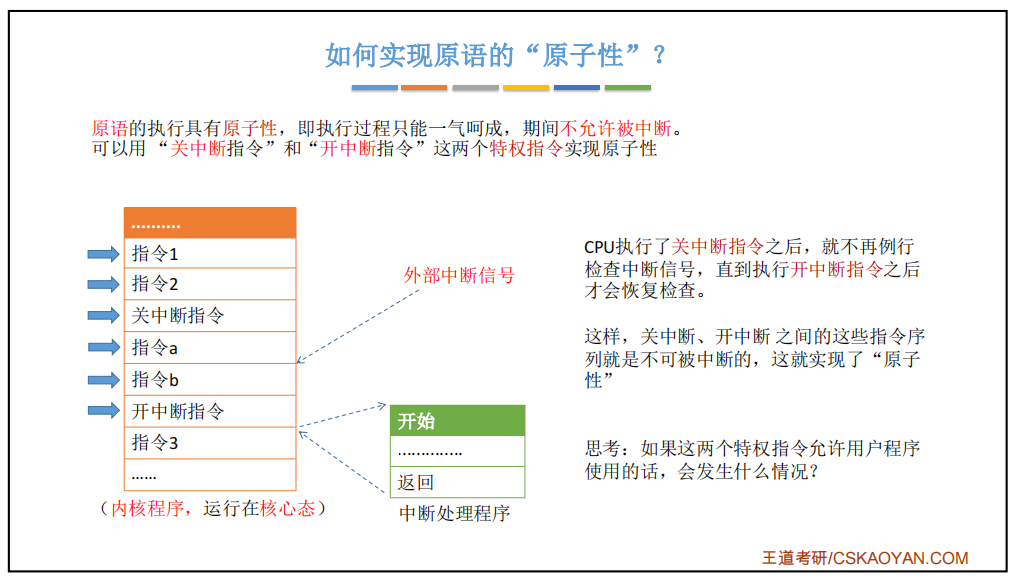 如何实现原语的“原子性”？
原语的执行具有原子性，即执行过程只能一气呵成，期间不允许被中断。
可以用 “关中断指令”和“开中断指令”这两个特权指令实现原子性
..........
指令1
指令2
关中断指令
指令a
指令b
开中断指令
指令3
......
（内核程序，运行在核心态）
外部中断信号
开始
..............
返回
中断处理程序
CPU执行了关中断指令之后，就不再例行
检查中断信号，直到执行开中断指令之后
才会恢复检查。
这样，关中断、开中断 之间的这些指令序
列就是不可被中断的，这就实现了“原子
性”
思考：如果这两个特权指令允许用户程序
使用的话，会发生什么情况？
王道考研/CSKAOYAN.COM